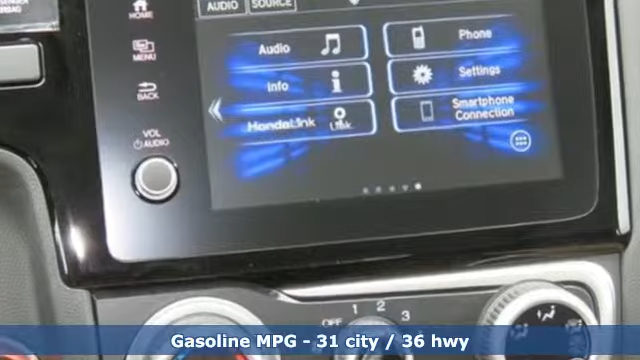 AUDIO SOURCE
HOME
MENU
BACK
VOL
AUDIO
Audio
Phone
Info
Settings
HondaLink
Link
Smartphone
Connection
OFF 1 2 3
Gasoline MPG - 31 city / 36 hwy